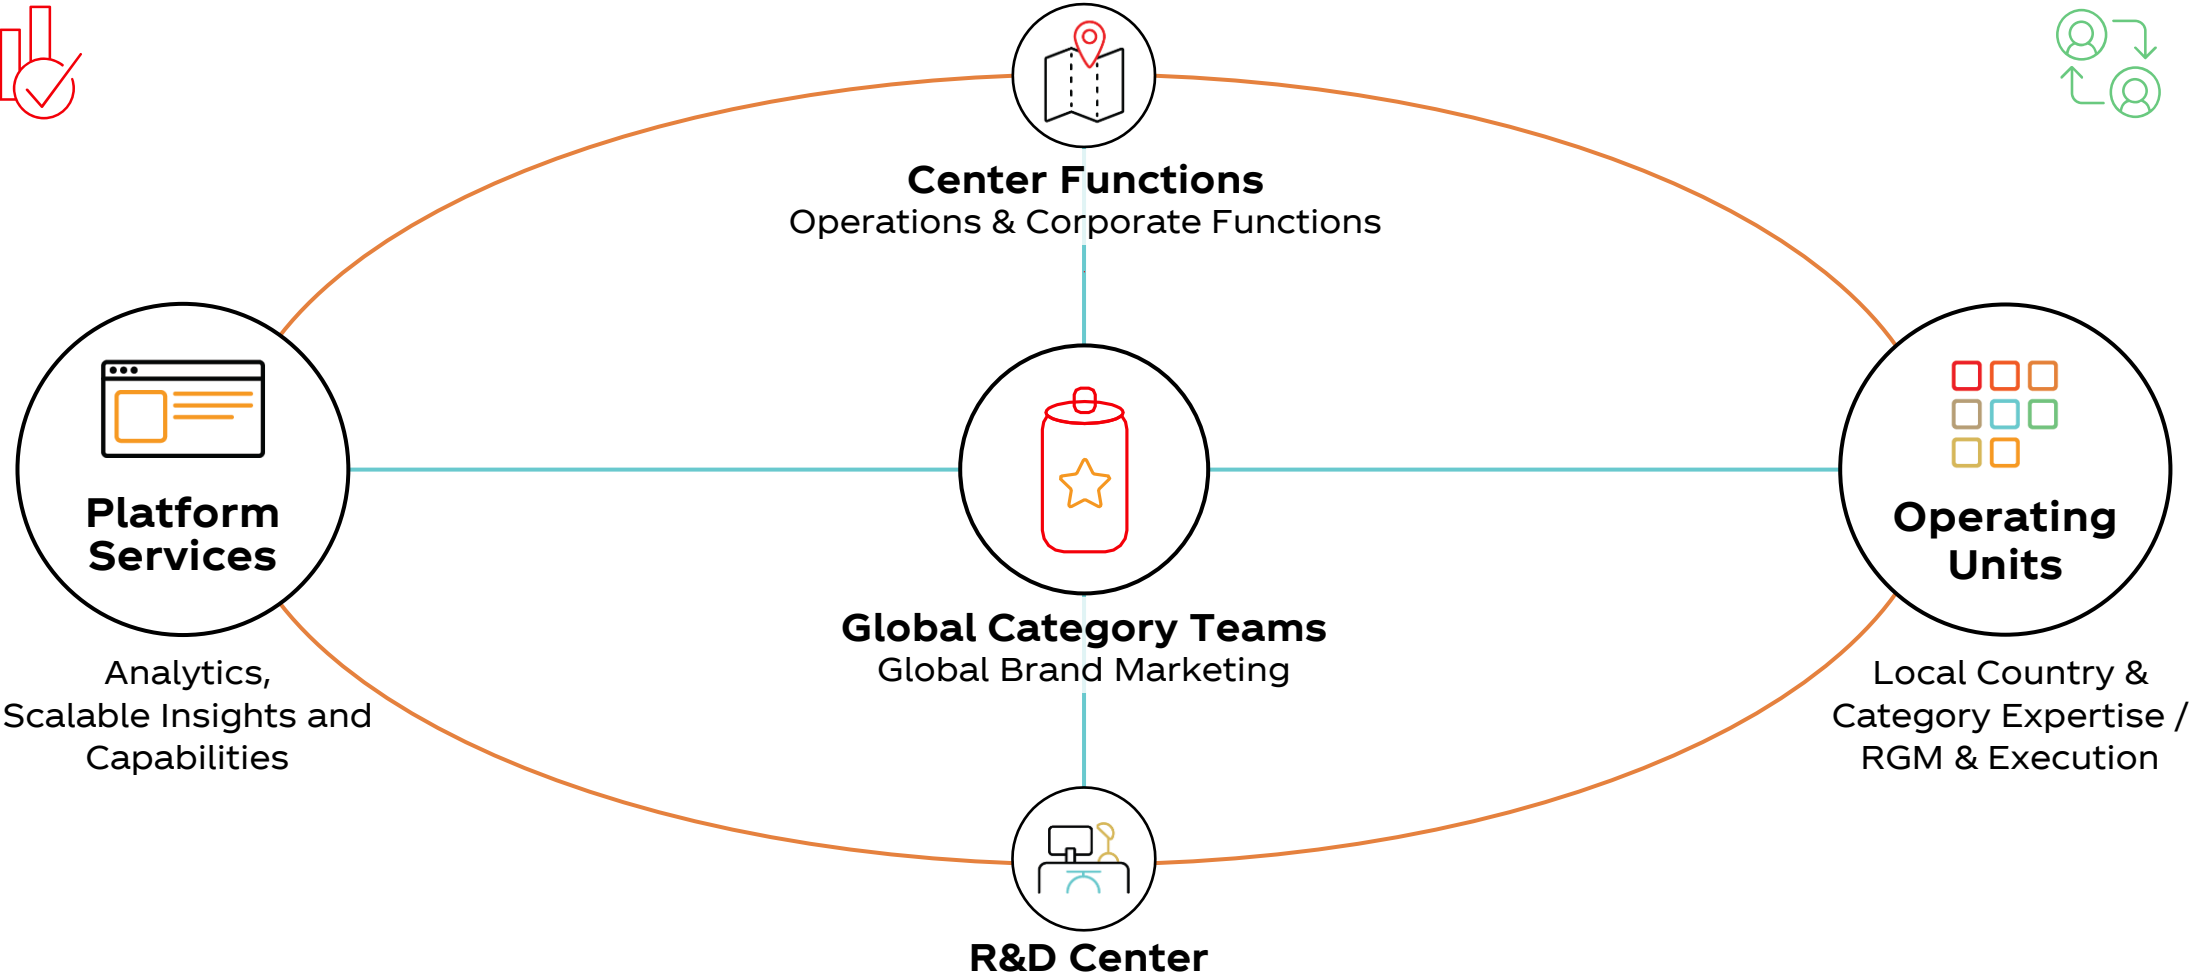 Center Functions
Operations & Corporate Functions
Platform
Services
Analytics,
Scalable Insights and
Capabilities
Global Category Teams
Global Brand Marketing
Operating
Units
Local Country &
Category Expertise /
RGM & Execution
R&D Center